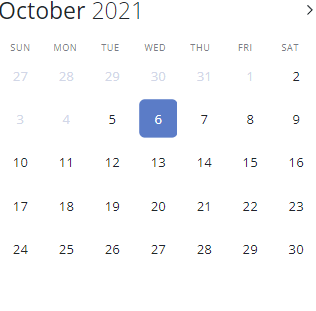 October 2021
SUN MON TUE WED THU FRI SAT
27 28 29 30 31 1 2
3 4 5 6 7 8 9
10 11 12 13 14 15 16
17 18 19 20 21 22 23
24 25 26 27 28 29 30